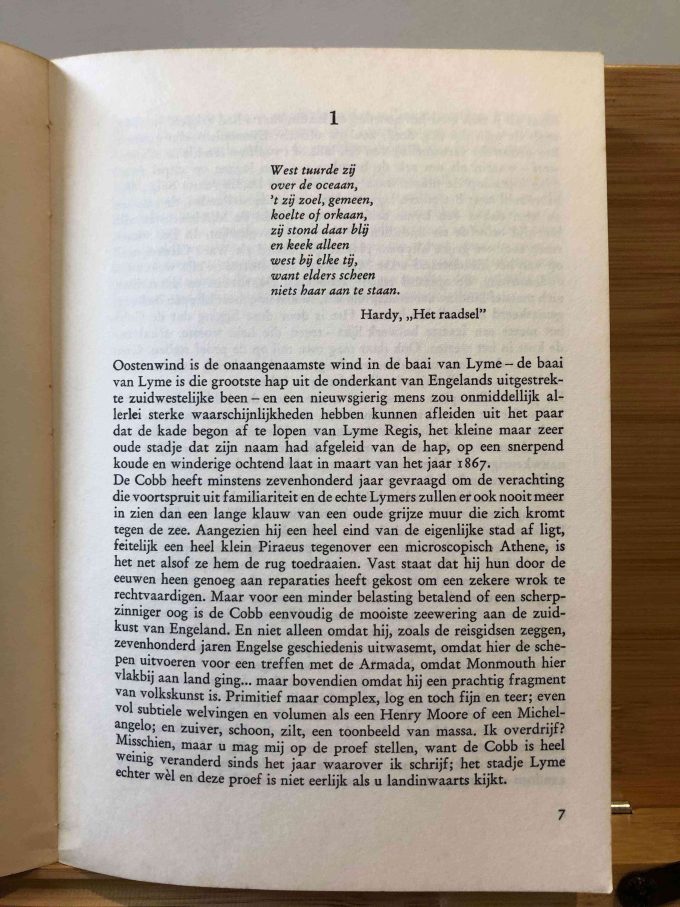 1
West tuurde zij
over de oceaan,
't zij zoel, gemeen,
koelte of orkaan,
zij stond daar blij
en keek alleen
west bij elke tij,
want elders scheen
niets haar aan te staan.
Hardy, „Het raadsel”
Oostenwind is de onaangenaamste wind in de baai van Lyme – de baai
van Lyme is die grootste hap uit de onderkant van Engelands uitgestrek-
te zuidwestelijke been – en een nieuwsgierig mens zou onmiddellijk al-
lerlei sterke waarschijnlijkheden hebben kunnen afleiden uit het paar
dat de kade begon af te lopen van Lyme Regis, het kleine maar zeer
oude stadje dat zijn naam had afgeleid van de hap, op een snerpend
koude en winderige ochtend laat in maart van het jaar 1867.
De Cobb heeft minstens zevenhonderd jaar gevraagd om de verachting
die voortspruit uit familiariteit en de echte Lymers zullen er ook nooit meer
in zien dan een lange klauw van een oude grijze muur die zich kromt
tegen de zee. Aangezien hij een heel eind van de eigenlijke stad af ligt,
feitelijk een heel klein Piraeus tegenover een microscopisch Athene, is
het net alsof ze hem de rug toedraaien. Vast staat dat hij hun door de
eeuwen heen genoeg aan reparaties heeft gekost om een zekere wrok te
rechtvaardigen. Maar voor een minder belasting betalend of een scherp-
zinniger oog is de Cobb eenvoudig de mooiste zeewering aan de zuid-
kust van Engeland. En niet alleen omdat hij, zoals de reisgidsen zeggen,
zevenhonderd jaren Engelse geschiedenis uitwasemt, omdat hier de sche-
pen uitvoeren voor een treffen met de Armada, omdat Monmouth hier
vlakbij aan land ging... maar bovendien omdat hij een prachtig fragment
van volkskunst is. Primitief maar complex, log en toch fijn en teer; even
vol subtiele welvingen en volumen als een Henry Moore of een Michel-
angelo; en zuiver, schoon, zilt, een toonbeeld van massa. Ik overdrijf?
Misschien, maar u mag mij op de proef stellen, want de Cobb is heel
weinig veranderd sinds het jaar waarover ik schrijf; het stadje Lyme
echter wèl en deze proef is niet eerlijk als u landinwaarts kijkt.
7